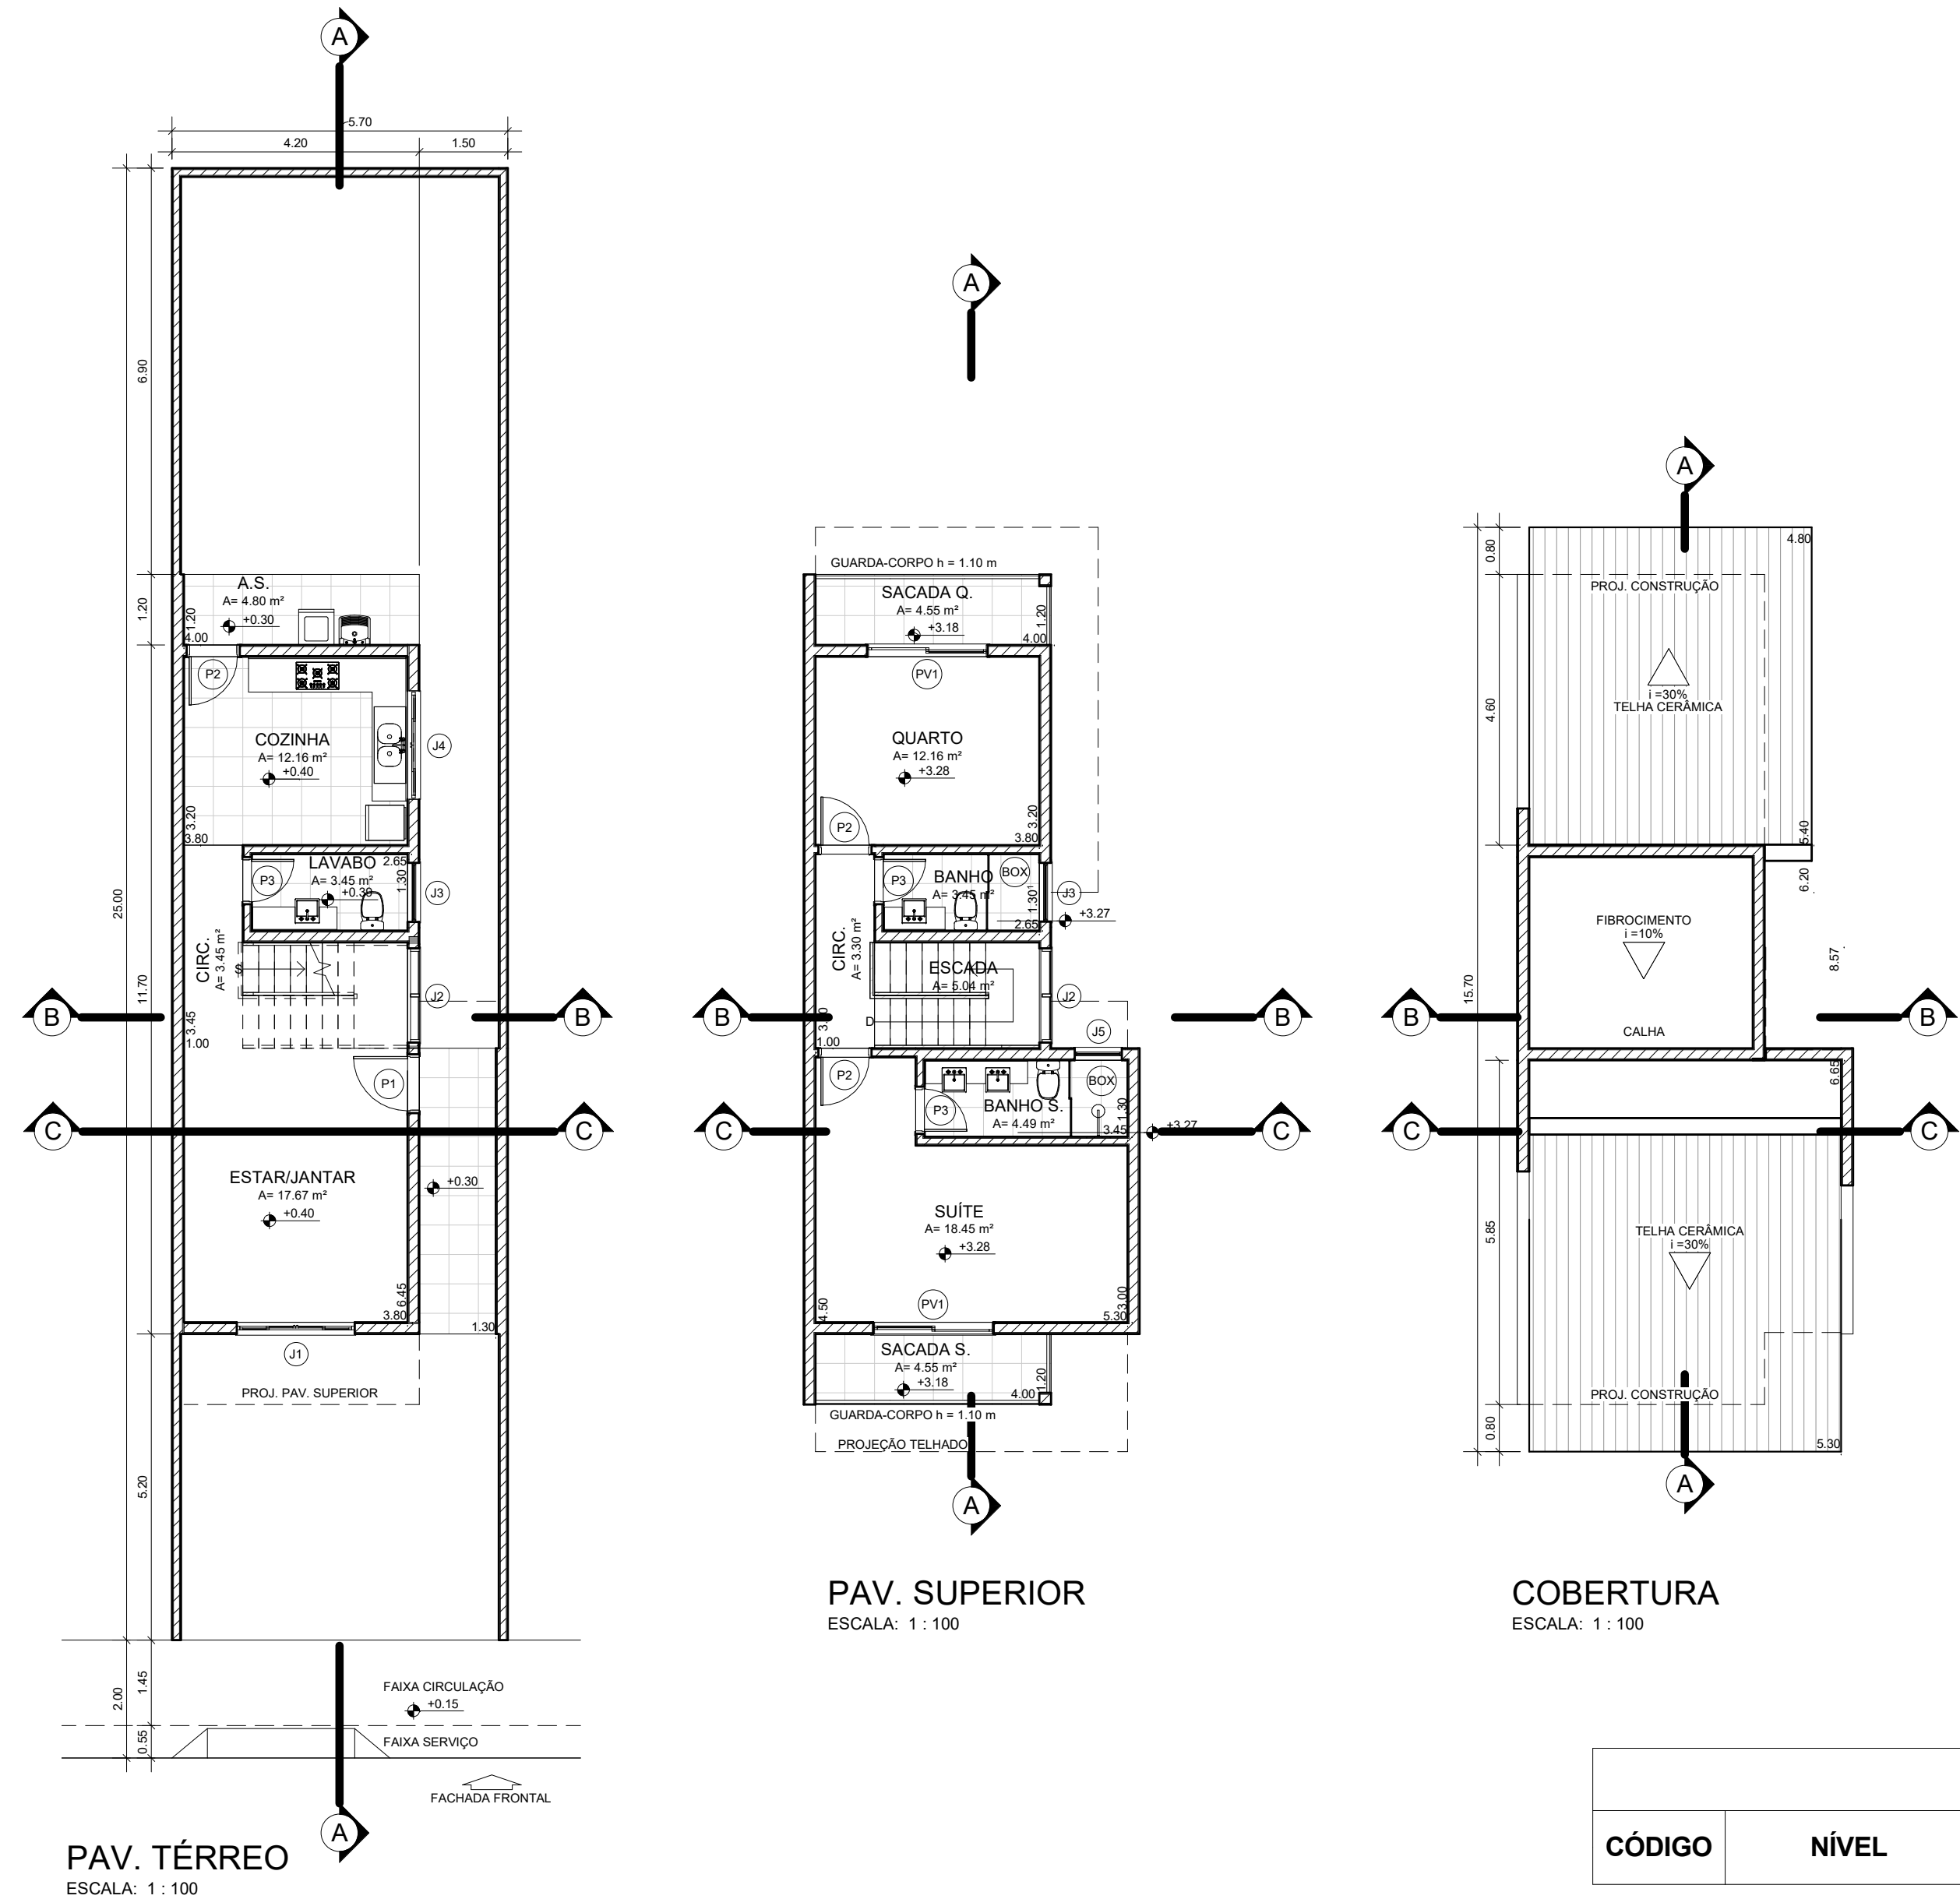 A
5.70
4.20
1.50
6.90
1.20
25.00
11.70
5.20
2.00
1.45
0.55
A.S.
A= 4.80 m²
+0.30
1.20
4.00
P2
COZINHA
A= 12.16 m²
+0.40
J4
3.20
3.80
LAVABO
2.65
A= 3.45 m²
+0.39
1.30
P3
J3
CIRC.
A= 3.45 m²
S
J2
B
B
3.45
1.00
P1
C
C
ESTAR/JANTAR
A= 17.67 m²
+0.40
+0.30
6.45
3.80
1.30
J1
PROJ. PAV. SUPERIOR
FAIXA CIRCULAÇÃO
+0.15
FAIXA SERVIÇO
FACHADA FRONTAL
A
PAV. TÉRREO
ESCALA: 1 : 100
A
GUARDA-CORPO h = 1.10 m
SACADA Q.
A= 4.55 m²
+3.18
1.20
4.00
PV1
QUARTO
A= 12.16 m²
+3.28
P2
3.20
3.80
P3
BANHO
A= 3.45 m²
BOX
J3
1.30
2.65
+3.27
CIRC.
A= 3.30 m²
ESCADA
A= 5.04 m²
J2
B
B
D
1.00
J5
P2
P3
BANHO S.
A= 4.49 m²
BOX
1.30
3.45
+3.27
C
C
SUÍTE
A= 18.45 m²
+3.28
4.50
PV1
3.00
5.30
SACADA S.
A= 4.55 m²
+3.18
1.20
4.00
GUARDA-CORPO h = 1.10 m
PROJEÇÃO TELHADO
A
PAV. SUPERIOR
ESCALA: 1 : 100
A
0.80
4.80
PROJ. CONSTRUÇÃO
4.60
i =30%
TELHA CERÂMICA
5.40
6.20
FIBROCIMENTO
i =10%
8.57
15.70
B
B
CALHA
6.65
C
C
5.85
TELHA CERÂMICA
i =30%
PROJ. CONSTRUÇÃO
0.80
5.30
A
COBERTURA
ESCALA: 1 : 100
CÓDIGO
NÍVEL